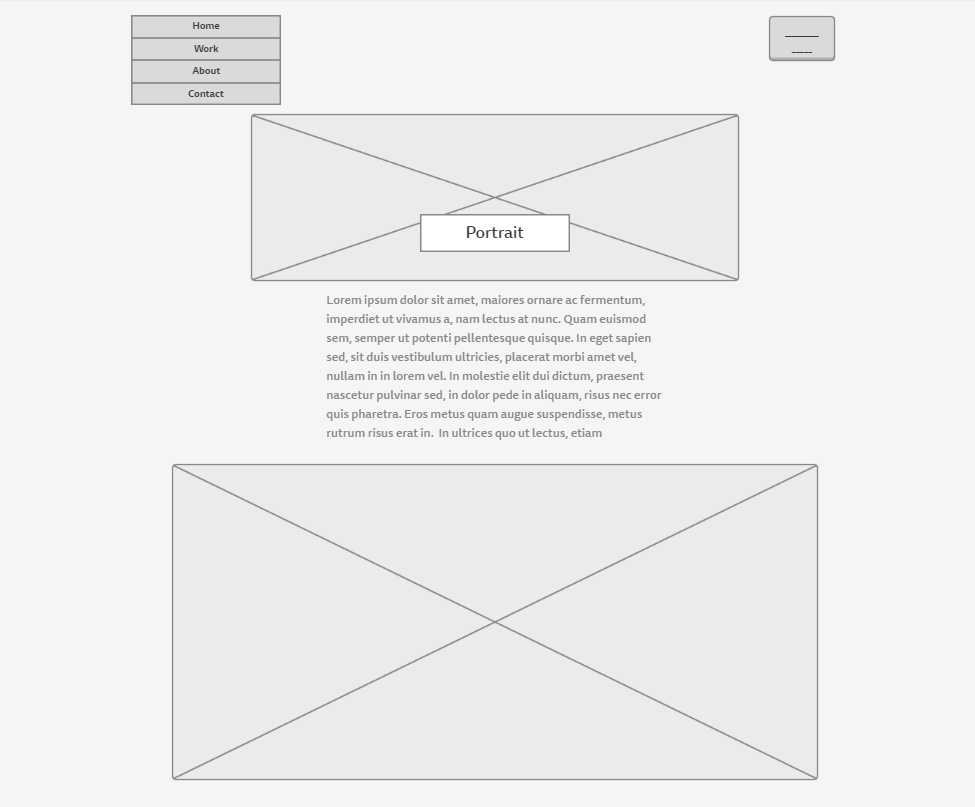 Home
Work
About
Contact
Portrait
Lorem ipsum dolor sit amet, maiores ornare ac fermentum,
imperdiet ut vivamus a, nam lectus at nunc. Quam euismod
sem, semper ut potenti pellentesque quisque. In eget sapien
sed, sit duis vestibulum ultricies, placerat morbi amet vel,
nullam in in lorem vel. In molestie elit dui dictum, praesent
nascetur pulvinar sed, in dolor pede in aliquam, risus nec error
quis pharetra. Eros metus quam augue suspendisse, metus
rutrum risus erat in.  In ultrices quo ut lectus, etiam